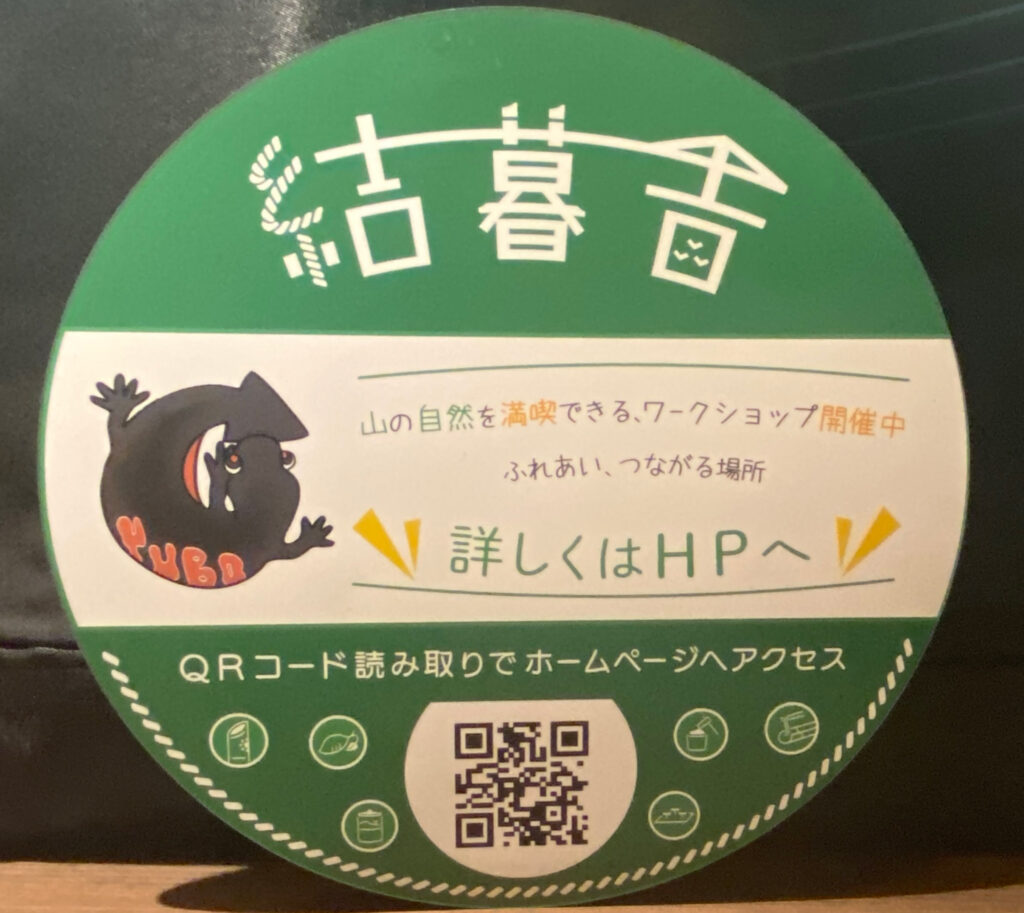 結暮舎
山の自然を満喫できる、ワークショップ開催中
ふれあい、つながる場所
YUBO
詳しくはHPへ
QRコード読み取りでホームページへアクセス